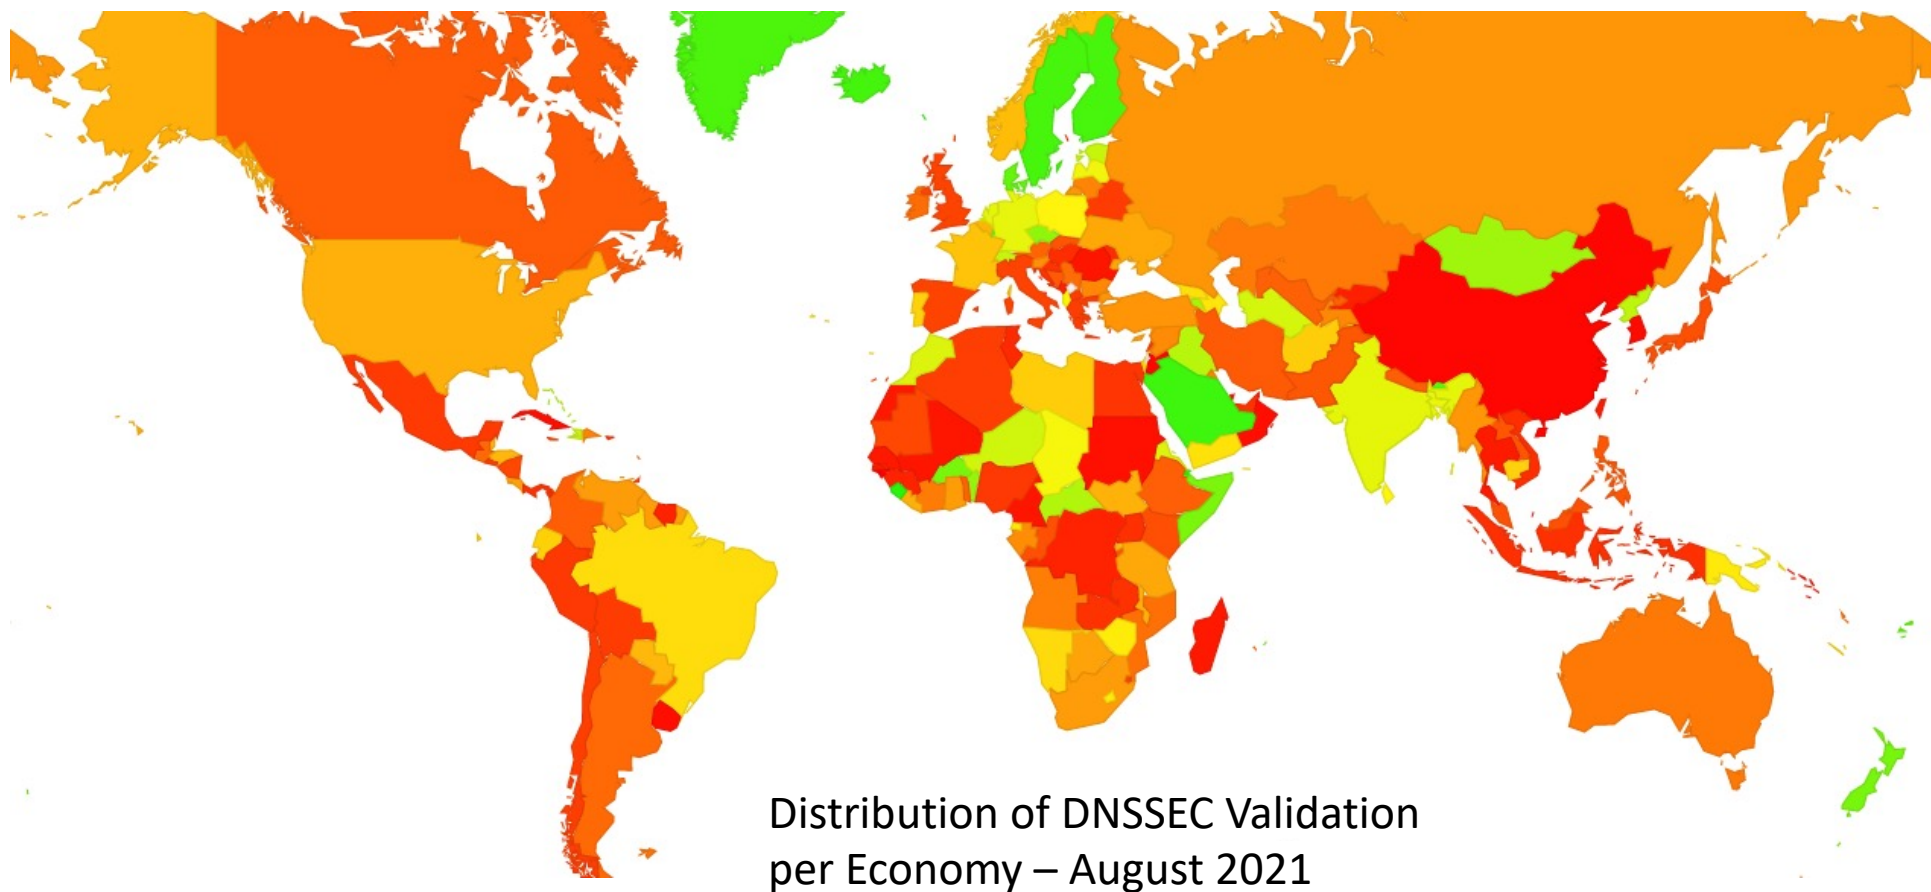 Distribution of DNSSEC Validation
per Economy – August 2021